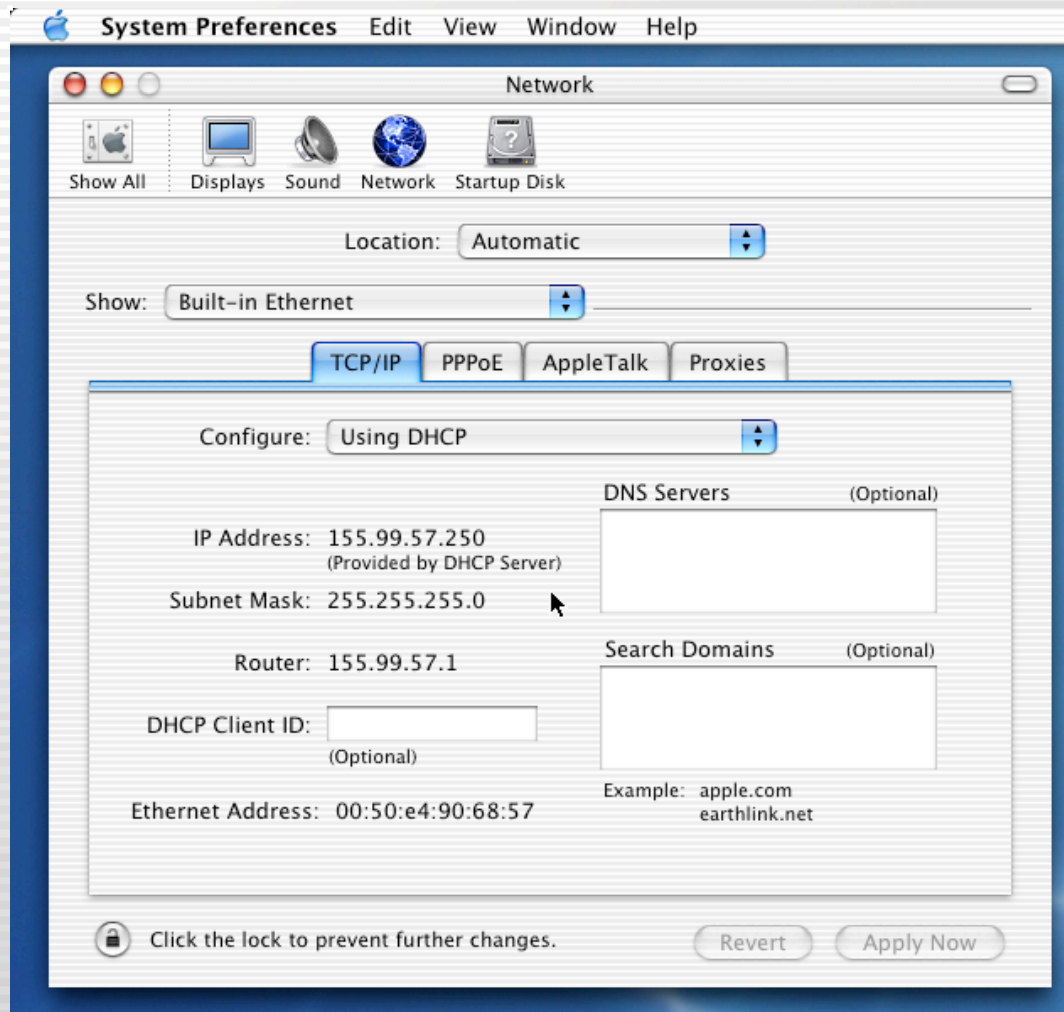 System Preferences Edit View Window Help
Network
Show All Displays Sound Network Startup Disk
Location: Automatic
Show: Built-in Ethernet
TCP/IP PPPoE AppleTalk Proxies
Configure: Using DHCP
DNS Servers (Optional)
IP Address: 155.99.57.250
(Provided by DHCP Server)
Subnet Mask: 255.255.255.0
Search Domains (Optional)
Router: 155.99.57.1
DHCP Client ID:
(Optional)
Example: apple.com
earthlink.net
Ethernet Address: 00:50:e4:90:68:57
Click the lock to prevent further changes.
Revert Apply Now